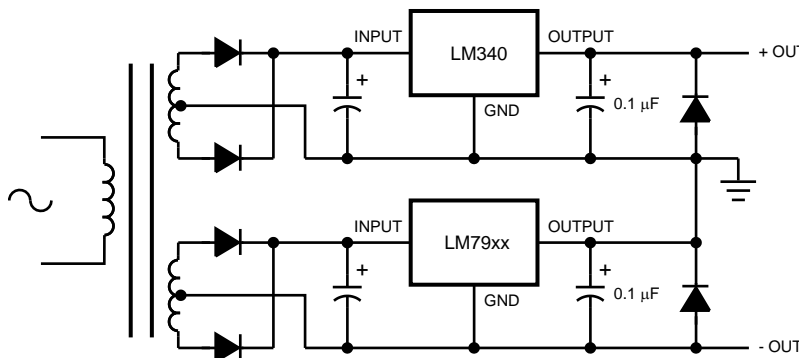 INPUT LM340 OUTPUT + OUT
+ + 0.1 µF
GND
INPUT LM79xx OUTPUT
+ + 0.1 µF
GND
- OUT